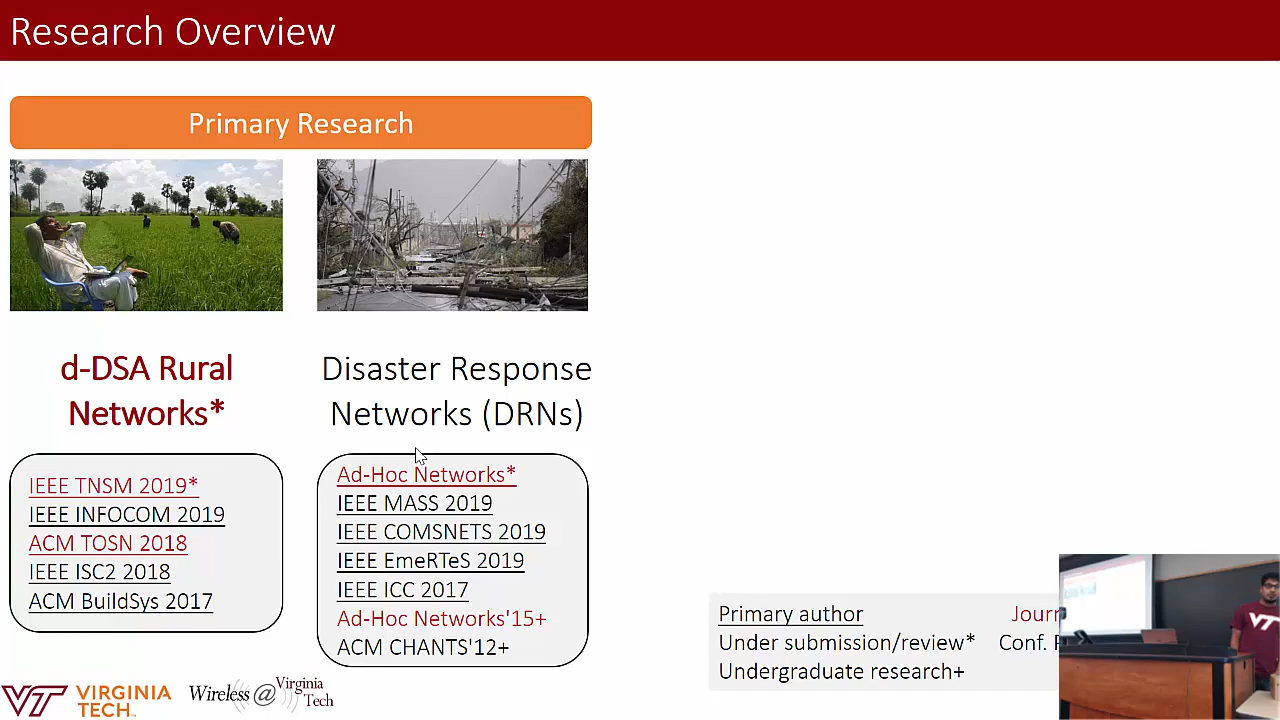 Research Overview
Primary Research
d-DSA Rural
Networks*
IEEE TNSM 2019*
IEEE INFOCOM 2019
ACM TOSN 2018
IEEE ISC2 2018
ACM BuildSys 2017
Disaster Response
Networks (DRNs)
Ad-Hoc Networks*
IEEE MASS 2019
IEEE COMSNETS 2019
IEEE EmeRTeS 2019
IEEE ICC 2017
Ad-Hoc Networks'15+
ACM CHANTS'12+
Primary author
Under submission/review* Conf.
Undergraduate research+
VT VIRGINIA
TECH
Wireless @ Virginia
Tech
VT